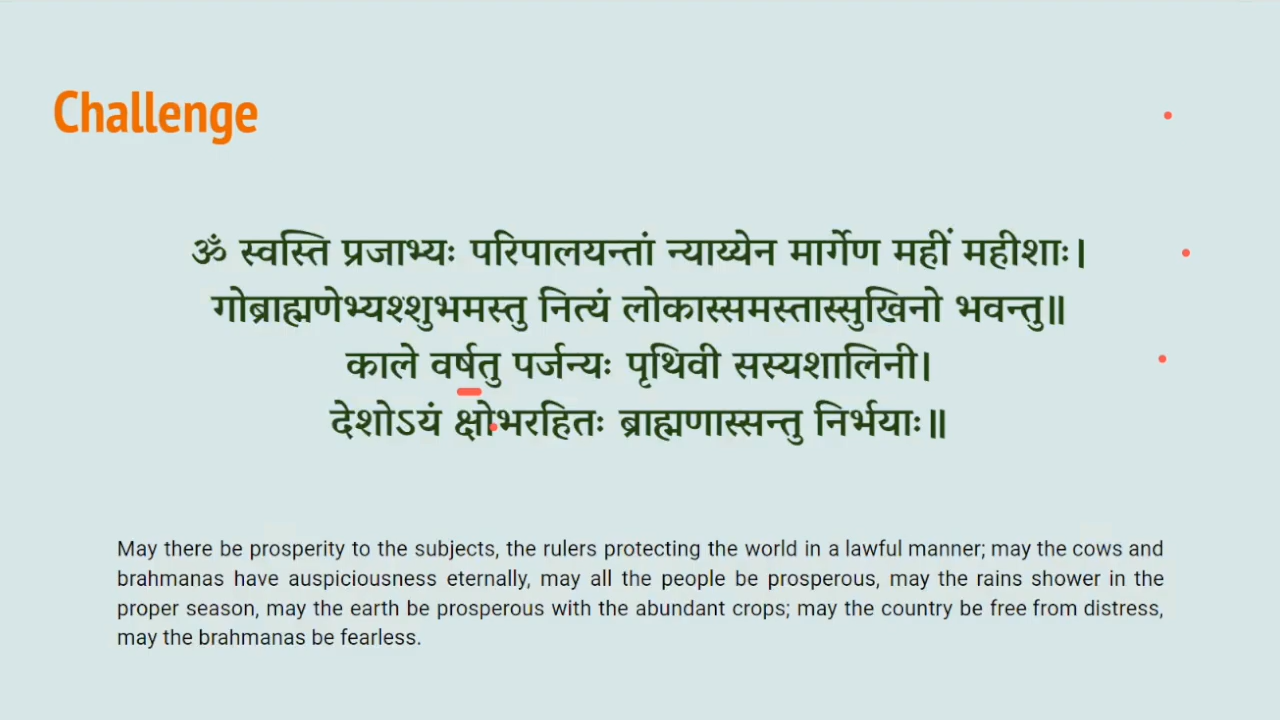 Challenge
ॐ स्वस्ति प्रजाभ्यः परिपालयन्तां न्याय्येन मार्गेण महीं महीशाः।
गोब्राह्मणेभ्यश्शुभमस्तु नित्यं लोकास्समस्तास्सुखिनो भवन्तु॥
काले वर्षतु पर्जन्यः पृथिवी सस्यशालिनी।
देशोऽयं क्षोभरहितः ब्राह्मणास्सन्तु निर्भयाः॥
May there be prosperity to the subjects, the rulers protecting the world in a lawful manner; may the cows and
brahmanas have auspiciousness eternally, may all the people be prosperous, may the rains shower in the
proper season, may the earth be prosperous with the abundant crops; may the country be free from distress,
may the brahmanas be fearless.